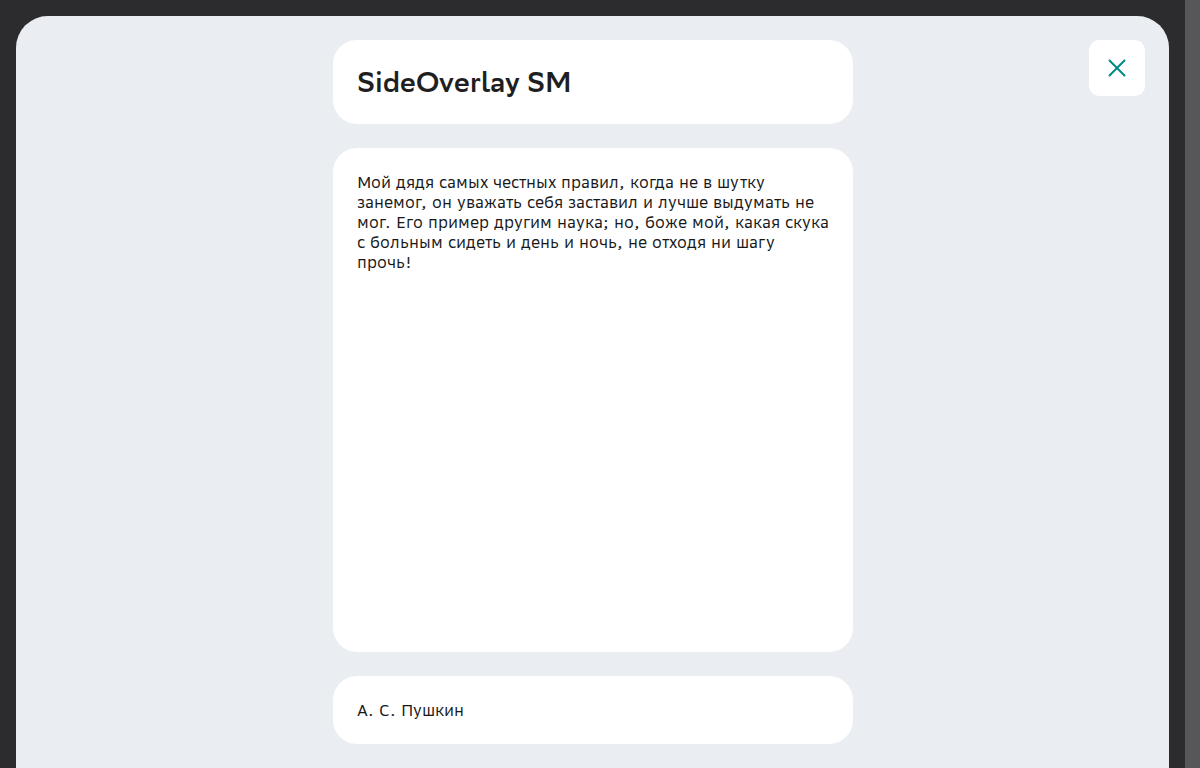 SideOverlay SM
Мой дядя самых честных правил, когда не в шутку
занемог, он уважать себя заставил и лучше выдумать не
мог. Его пример другим наука; но, боже мой, какая скука
с больным сидеть и день и ночь, не отходя ни шагу
прочь!
А. С. Пушкин